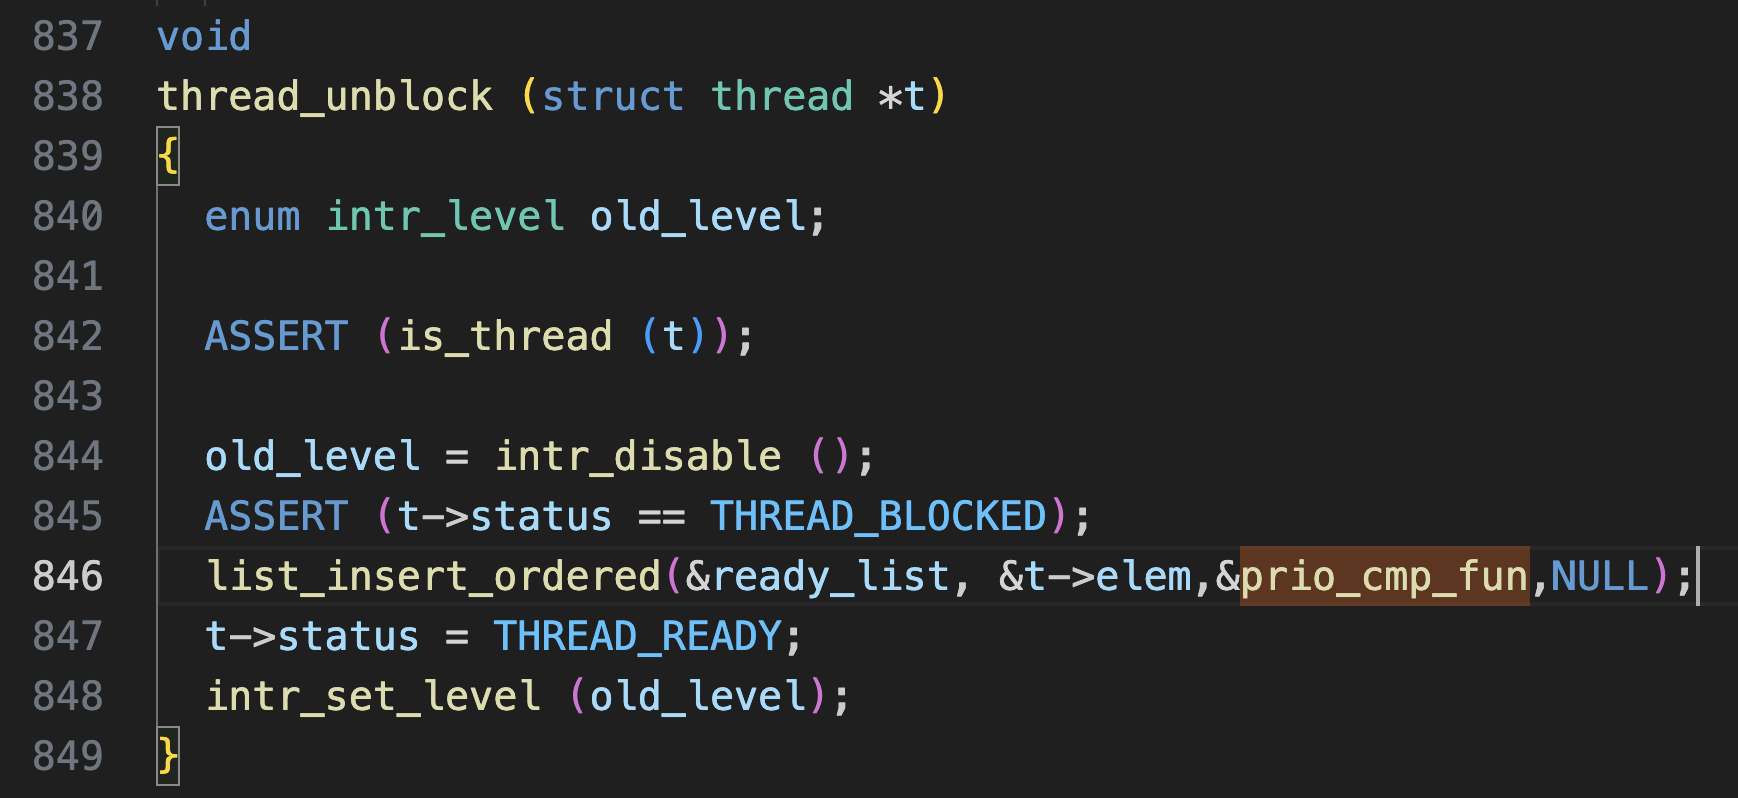 837 void
838 thread_unblock (struct thread *t)
839 {
840 enum intr_level old_level;
841
842 ASSERT (is_thread (t));
843
844 old_level = intr_disable ();
845 ASSERT (t->status == THREAD_BLOCKED);
846 list_insert_ordered(&ready_list, &t->elem,&prio_cmp_fun,NULL);
847 t->status = THREAD_READY;
848 intr_set_level (old_level);
849 }